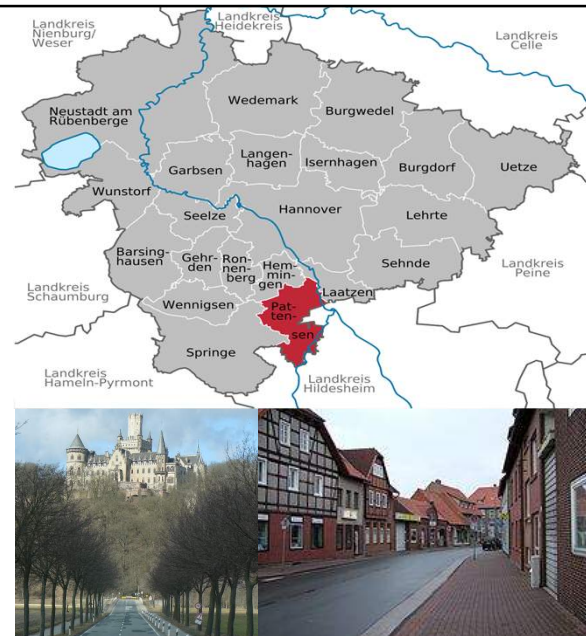 Landkreis
Nienburg/
Weser
Landkreis
Heidekreis
Landkreis
Celle
Neustadt am
Rübenberge
Wedemark
Burgwedel
Garbsen
Langen-
hagen
Isernhagen
Burgdorf
Uetze
Wunstorf
Seelze
Hannover
Lehrte
Barsing-
hausen
Gehr-
den
Ron-
nen-
berg
Hem-
min-
gen
Laatzen
Sehnde
Landkreis
Peine
Landkreis
Schaumburg
Wennigsen
Pat-
ten-
sen
Springe
Landkreis
Hameln-Pyrmont
Landkreis
Hildesheim